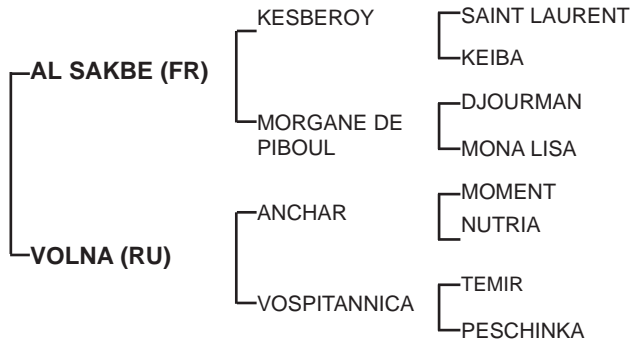 KESBEROY
SAINT LAURENT
AL SAKBE (FR)
KEIBA
MORGANE DE
PIBOUL
DJOURMAN
MONA LISA
VOLNA (RU)
ANCHAR
MOMENT
NUTRIA
VOSPITANNICA
TEMIR
PESCHINKA